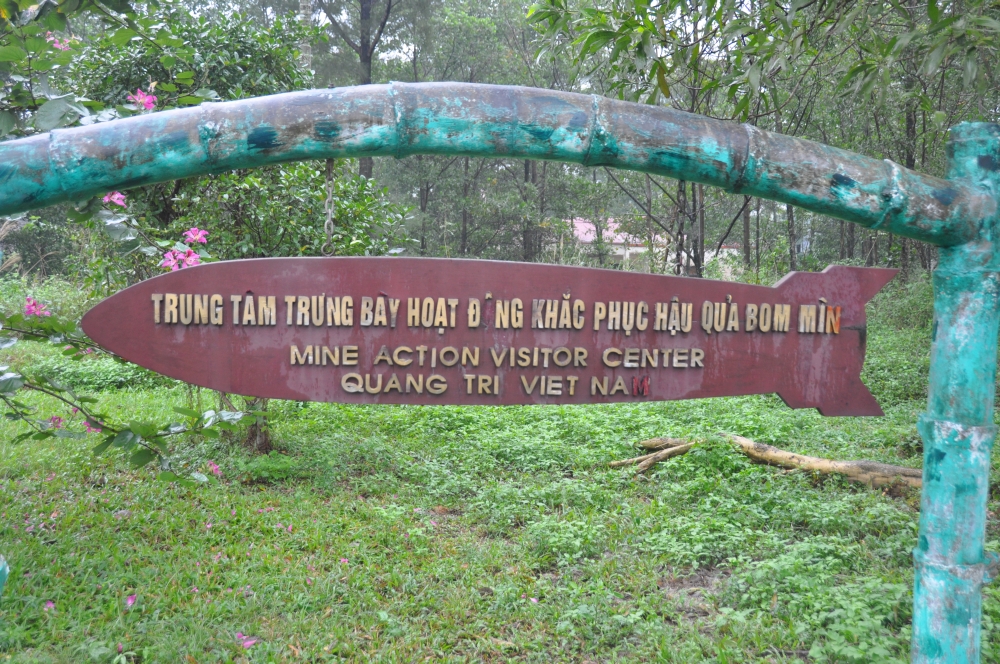 TRUNG TÂM TRƯNG BÀY HOẠT ĐỘNG KHẮC PHỤC HẬU QUẢ BOM MÌN
MINE ACTION VISITOR CENTER
QUANG TRI VIET NAM